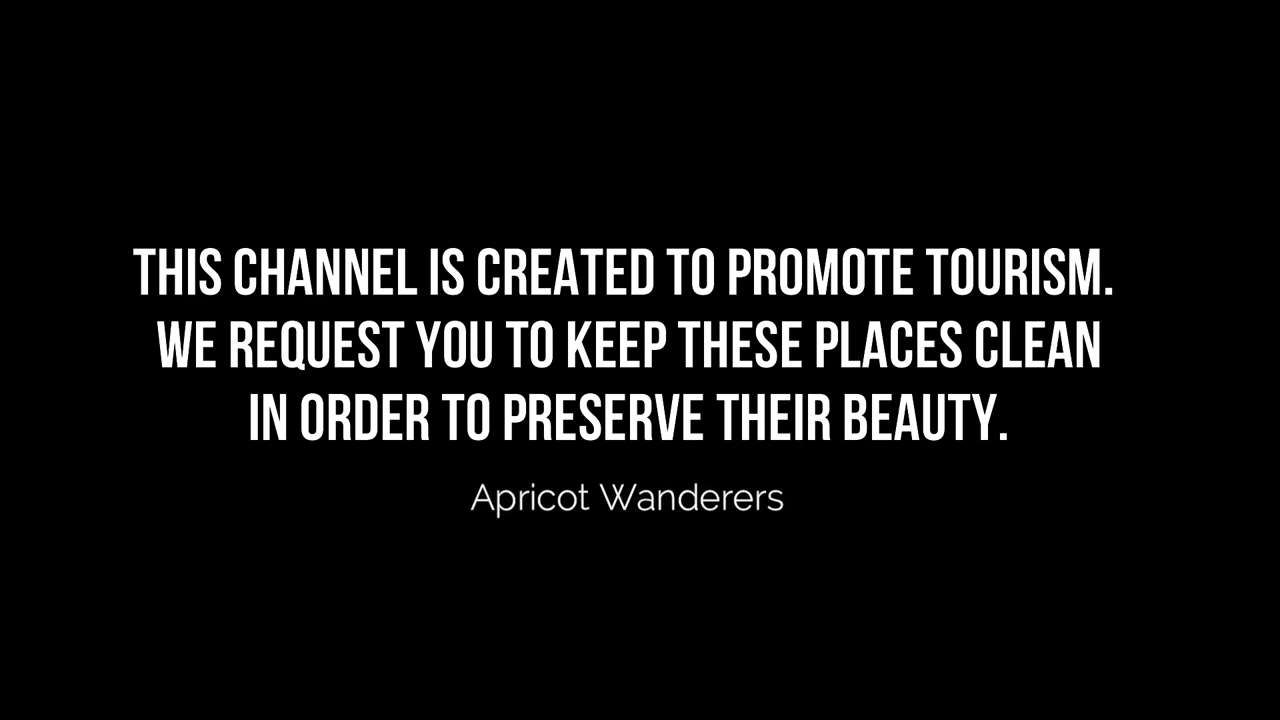 THIS CHANNEL IS CREATED TO PROMOTE TOURISM.
WE REQUEST YOU TO KEEP THESE PLACES CLEAN
IN ORDER TO PRESERVE THEIR BEAUTY.
Apricot Wanderers